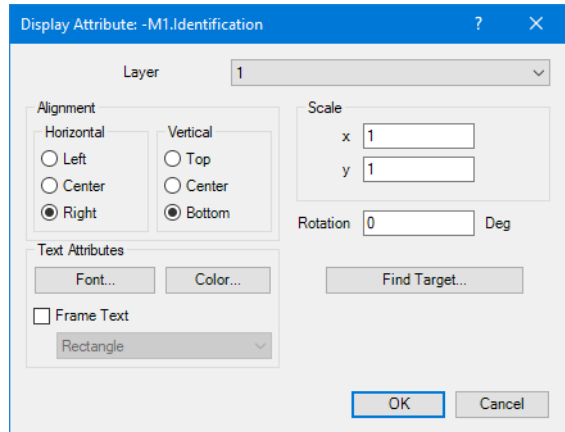 Display Attribute: -M1.Identification
Layer 1
Alignment
Horizontal
Left
Center
Right
Vertical
Top
Center
Bottom
Scale
x 1
y 1
Rotation 0 Deg
Text Attributes
Font... Color...
Find Target...
Frame Text
Rectangle
OK Cancel